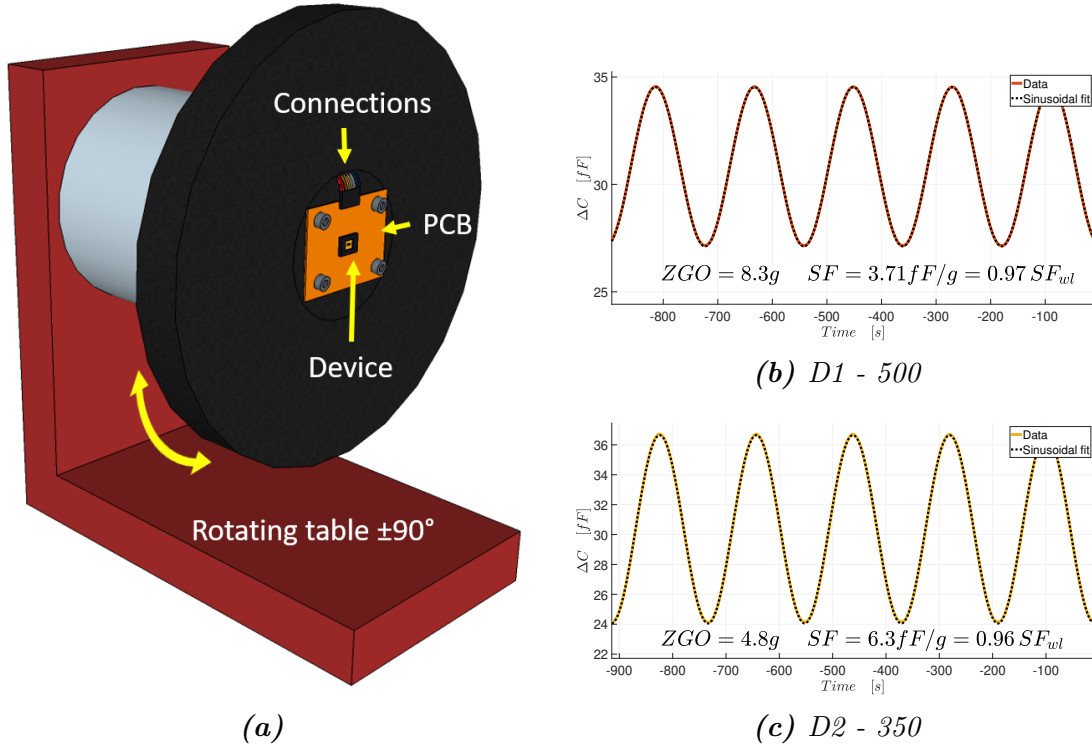 Connections
PCB
Device
Rotating table ±90°
(a)
35
30
25
ΔC [fF]
Data
Sinusoidal fit
ZGO = 8.3g SF = 3.71fF/g = 0.97 SF_wl
-800 -700 -600 -500 -400 -300 -200 -100
Time [s]
(b) D1 - 500
36
34
32
30
28
26
24
22
ΔC [fF]
Data
Sinusoidal fit
ZGO = 4.8g SF = 6.3fF/g = 0.96 SF_wl
-900 -800 -700 -600 -500 -400 -300 -200 -100
Time [s]
(c) D2 - 350